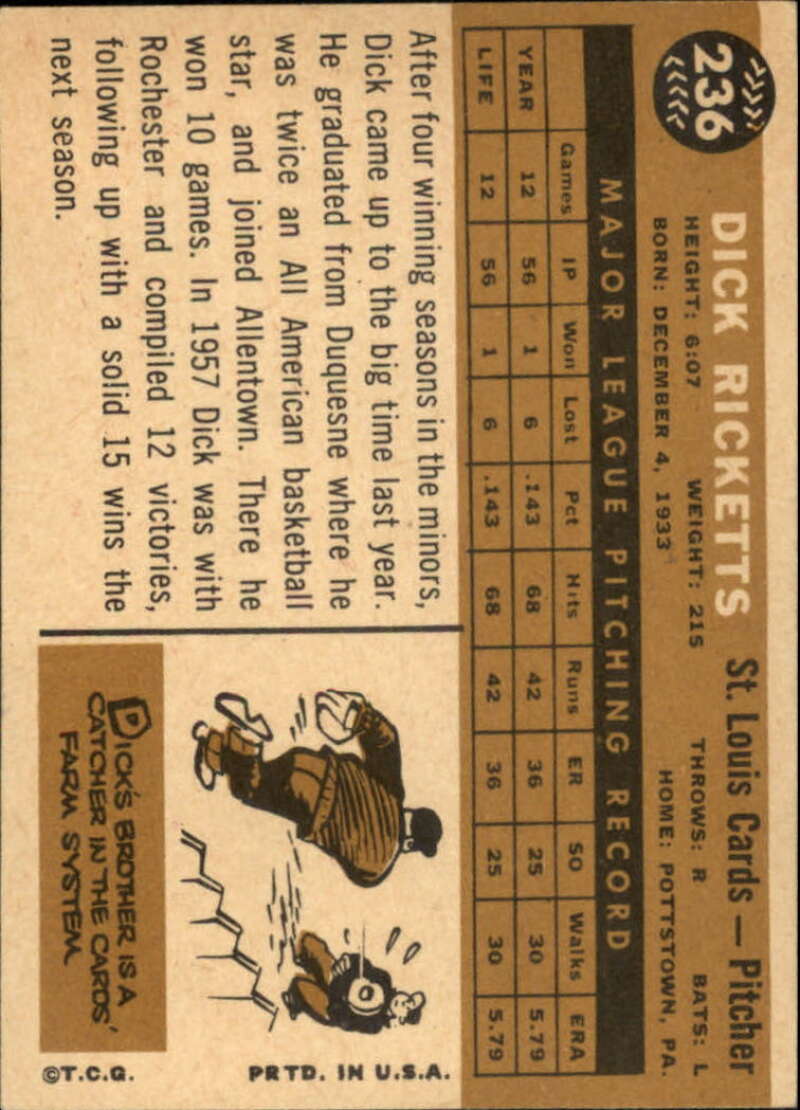 236
DICK RICKETTS St. Louis Cards — Pitcher
HEIGHT: 6:07 WEIGHT: 215 THROWS: R BATS: L
BORN: DECEMBER 4, 1933 HOME: POTTSTOWN, PA.
MAJOR LEAGUE PITCHING RECORD
Games IP Won Lost Pct Hits Runs ER SO Walks ERA
YEAR 12 56 1 6 .143 68 42 36 25 30 5.79
LIFE 12 56 1 6 .143 68 42 36 25 30 5.79
After four winning seasons in the minors,
Dick came up to the big time last year.
He graduated from Duquesne where he
was twice an All American basketball
star, and joined Allentown. There he
won 10 games. In 1957 Dick was with
Rochester and compiled 12 victories,
following up with a solid 15 wins the
next season.
DICK'S BROTHER IS A
CATCHER IN THE CARDS'
FARM SYSTEM
©T.C.G. PRTD. IN U.S.A.